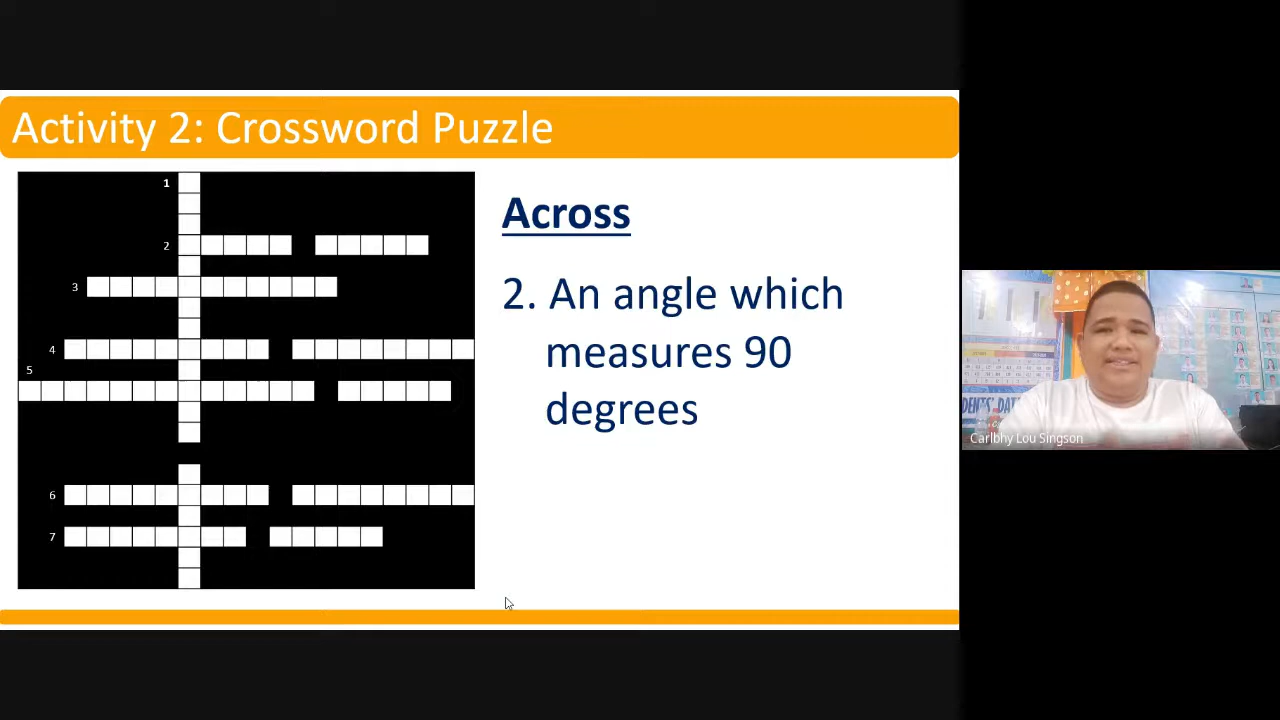 Activity 2: Crossword Puzzle
1
2
3
4
5
6
7
Across
2. An angle which
measures 90
degrees
Carlbhy Lou Singson